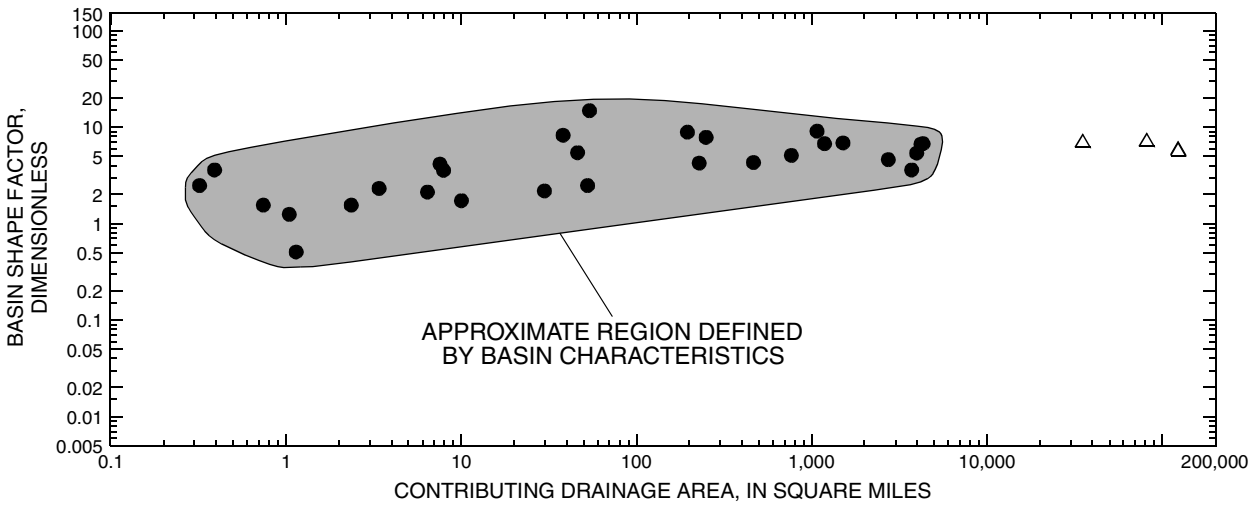 150
100
50
20
10
5
2
1
0.5
0.2
0.1
0.05
0.02
0.01
0.005
BASIN SHAPE FACTOR,
DIMENSIONLESS
APPROXIMATE REGION DEFINED
BY BASIN CHARACTERISTICS
0.1 1 10 100 1,000 10,000 200,000
CONTRIBUTING DRAINAGE AREA, IN SQUARE MILES